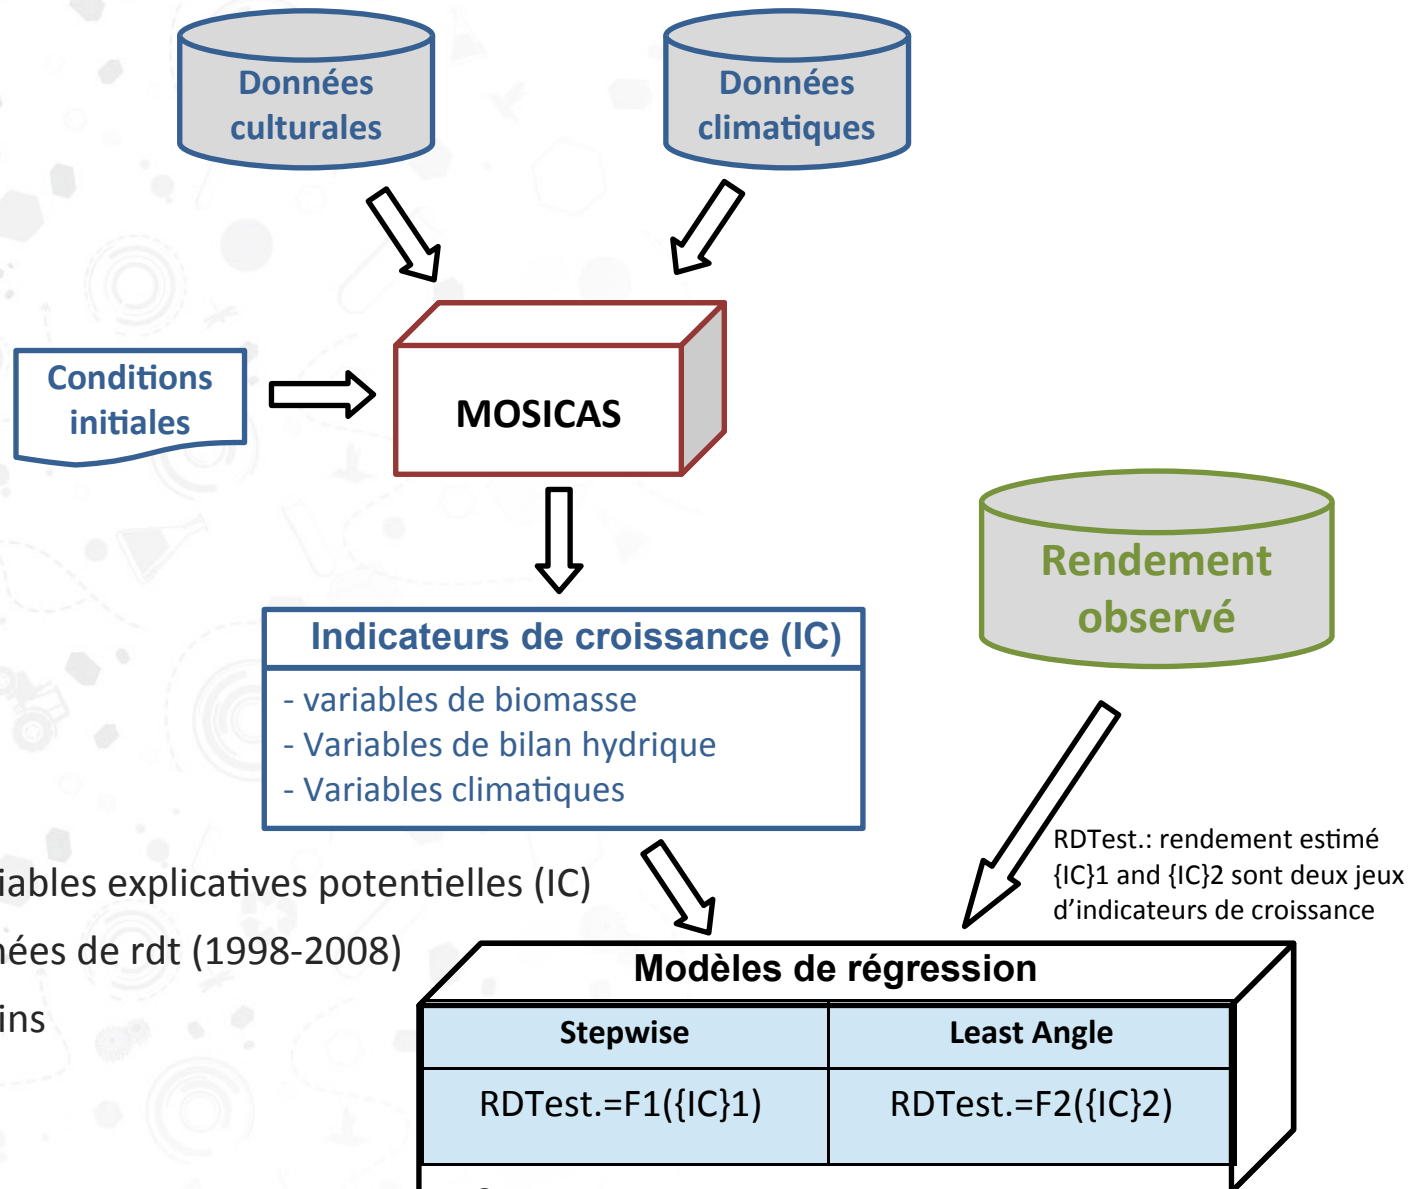 Données
culturales
Données
climatiques
Conditions
initiales
MOSICAS
Rendement
observé
Indicateurs de croissance (IC)
- variables de biomasse
- Variables de bilan hydrique
- Variables climatiques
RDTest.: rendement estimé
{IC}1 and {IC}2 sont deux jeux
d’indicateurs de croissance
explicatives potentielles (IC)
de rdt (1998-2008)
Modèles de régression
Stepwise
Least Angle
RDTest.=F1({IC}1)
RDTest.=F2({IC}2)